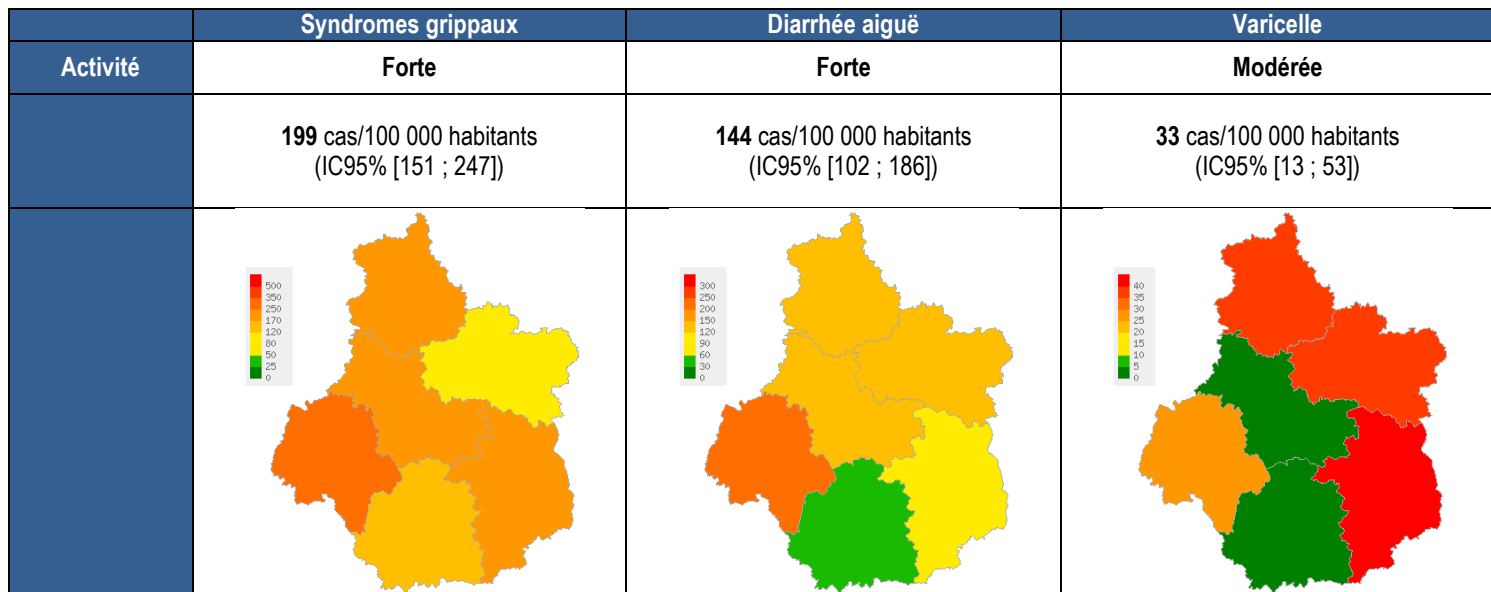 Syndromes grippaux
Diarrhée aiguë
Varicelle
Activité
Forte
Forte
Modérée
199 cas/100 000 habitants
(IC95% [151 ; 247])
144 cas/100 000 habitants
(IC95% [102 ; 186])
33 cas/100 000 habitants
(IC95% [13 ; 53])
500
350
250
170
120
80
50
25
0
300
250
200
150
120
90
60
30
0
40
35
30
25
20
15
10
5
0